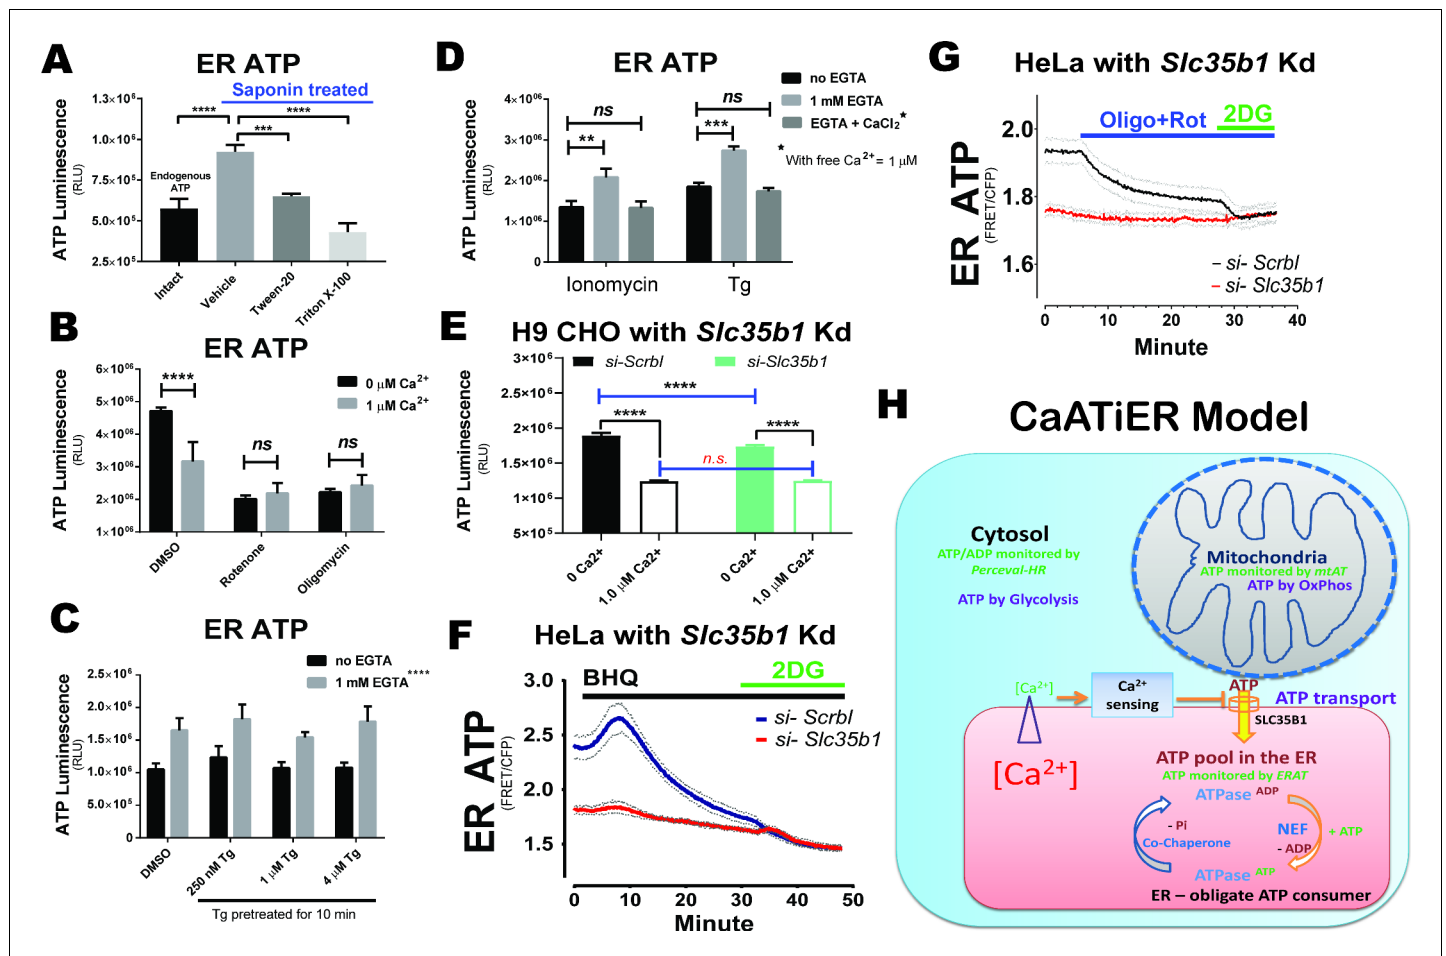 A
ER ATP
Saponin treated
ATP Luminescence
(RLU)
1.3×10⁶
1.0×10⁶
7.5×10⁵
5.0×10⁵
2.5×10⁵
****
****
***
Endogenous
ATP
Intact
Vehicle
Tween-20
Triton X-100
B
ER ATP
ATP Luminescence
(RLU)
6×10⁰⁶
5×10⁰⁶
4×10⁰⁶
3×10⁰⁶
2×10⁰⁶
1×10⁰⁶
****
ns
ns
0 μM Ca²⁺
1 μM Ca²⁺
DMSO
Rotenone
Oligomycin
C
ER ATP
ATP Luminescence
(RLU)
2.5×10⁶
2.0×10⁶
1.5×10⁶
1.0×10⁶
5.0×10⁵
0
no EGTA
1 mM EGTA****
DMSO
250 nM Tg
1 μM Tg
4 μM Tg
Tg pretreated for 10 min
D
ER ATP
ATP Luminescence
(RLU)
4×10⁰⁶
3×10⁰⁶
2×10⁰⁶
1×10⁰⁶
0
ns
**
ns
***
no EGTA
1 mM EGTA
EGTA + CaCl₂★
★With free Ca²⁺= 1 μM
Ionomycin
Tg
E
H9 CHO with Slc35b1 Kd
ATP Luminescence
(RLU)
3×10⁶
2.5×10⁶
2×10⁶
1.5×10⁶
1×10⁶
5×10⁵
si-Scrbl
si-Slc35b1
****
****
****
n.s.
0 Ca2+
1.0 μM Ca2+
0 Ca2+
1.0 μM Ca2+
F
HeLa with Slc35b1 Kd
ER ATP
(FRET/CFP)
3.0
2.5
2.0
1.5
BHQ
2DG
si- Scrbl
si- Slc35b1
0
10
20
30
40
50
Minute
G
HeLa with Slc35b1 Kd
ER ATP
(FRET/CFP)
2.0
1.8
1.6
Oligo+Rot
2DG
si- Scrbl
si- Slc35b1
0
10
20
30
40
Minute
H
CaATiER Model
Cytosol
ATP/ADP monitored by
Perceval-HR
ATP by Glycolysis
Mitochondria
ATP monitored by mtAT
ATP by OxPhos
[Ca²⁺]
Ca²⁺
sensing
ATP
ATP transport
SLC35B1
[Ca²⁺]
ATP pool in the ER
ATP monitored by ERAT
ATPase ADP
- Pi
Co-Chaperone
NEF
- ADP
+ ATP
ATPase ATP
ER – obligate ATP consumer